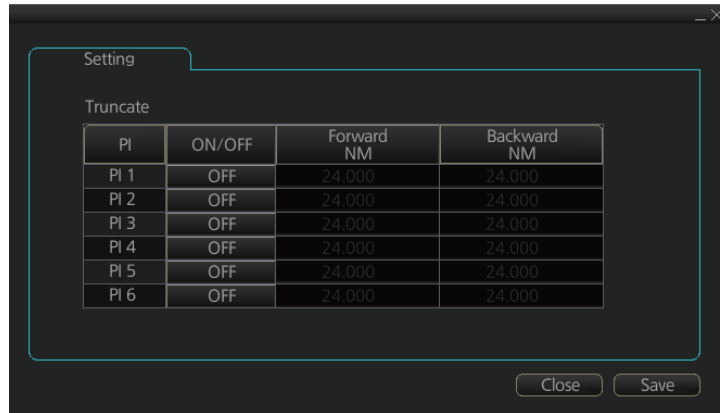 Setting
Truncate
PI ON/OFF Forward NM Backward NM
PI 1 OFF 24.000 24.000
PI 2 OFF 24.000 24.000
PI 3 OFF 24.000 24.000
PI 4 OFF 24.000 24.000
PI 5 OFF 24.000 24.000
PI 6 OFF 24.000 24.000
Close Save